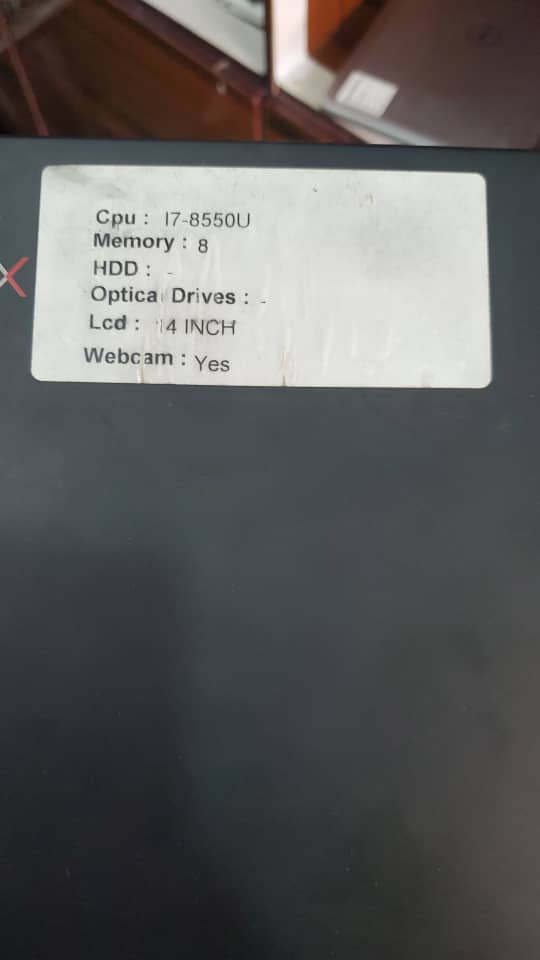 Cpu : I7-8550U
Memory : 8
HDD : -
Optica Drives : -
Lcd : 14 INCH
Webcam : Yes
X